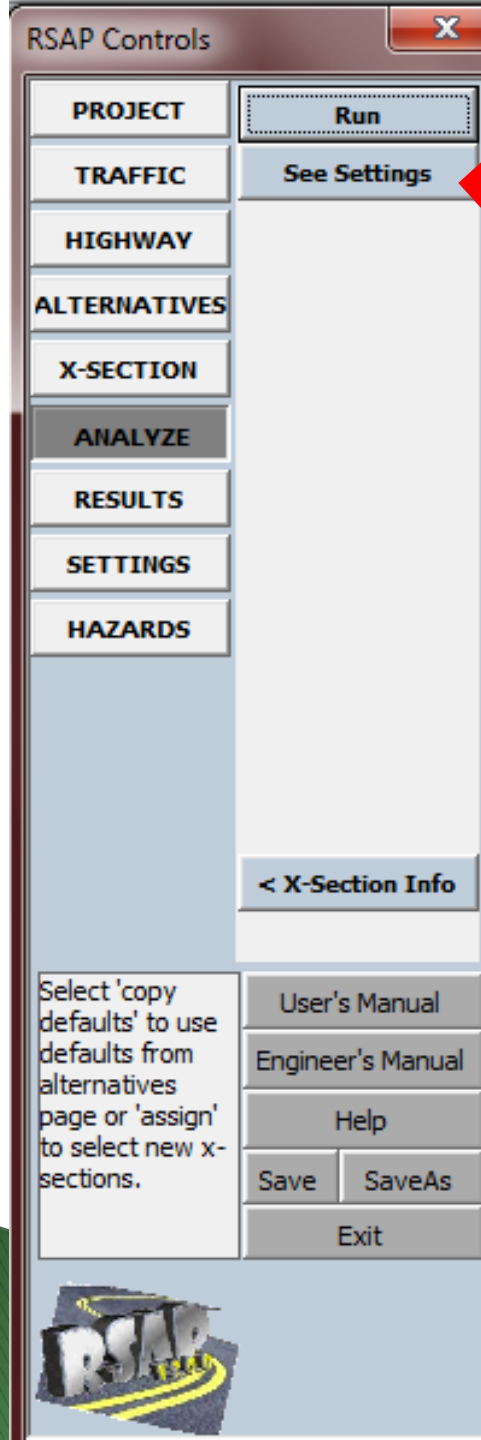 RSAP Controls
X
PROJECT
TRAFFIC
HIGHWAY
ALTERNATIVES
X-SECTION
ANALYZE
RESULTS
SETTINGS
HAZARDS
Run
See Settings
< X-Section Info
Select 'copy
defaults' to use
defaults from
alternatives
page or 'assign'
to select new x-
sections.
User's Manual
Engineer's Manual
Help
Save SaveAs
Exit
RSAP